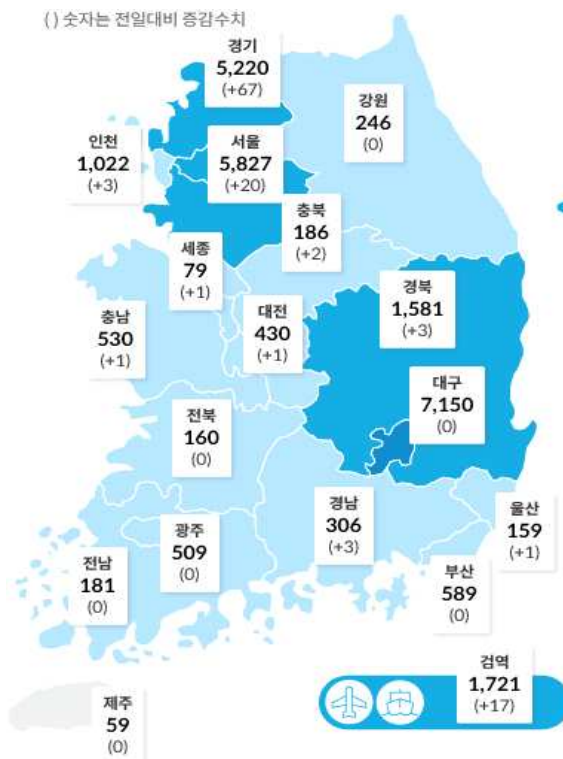 ( ) 숫자는 전일대비 증감수치
경기
5,220
(+67)
강원
246
(0)
인천
1,022
(+3)
서울
5,827
(+20)
충북
186
(+2)
세종
79
(+1)
경북
1,581
(+3)
대전
430
(+1)
충남
530
(+1)
대구
7,150
(0)
전북
160
(0)
경남
306
(+3)
울산
159
(+1)
광주
509
(0)
전남
181
(0)
부산
589
(0)
검역
1,721
(+17)
제주
59
(0)